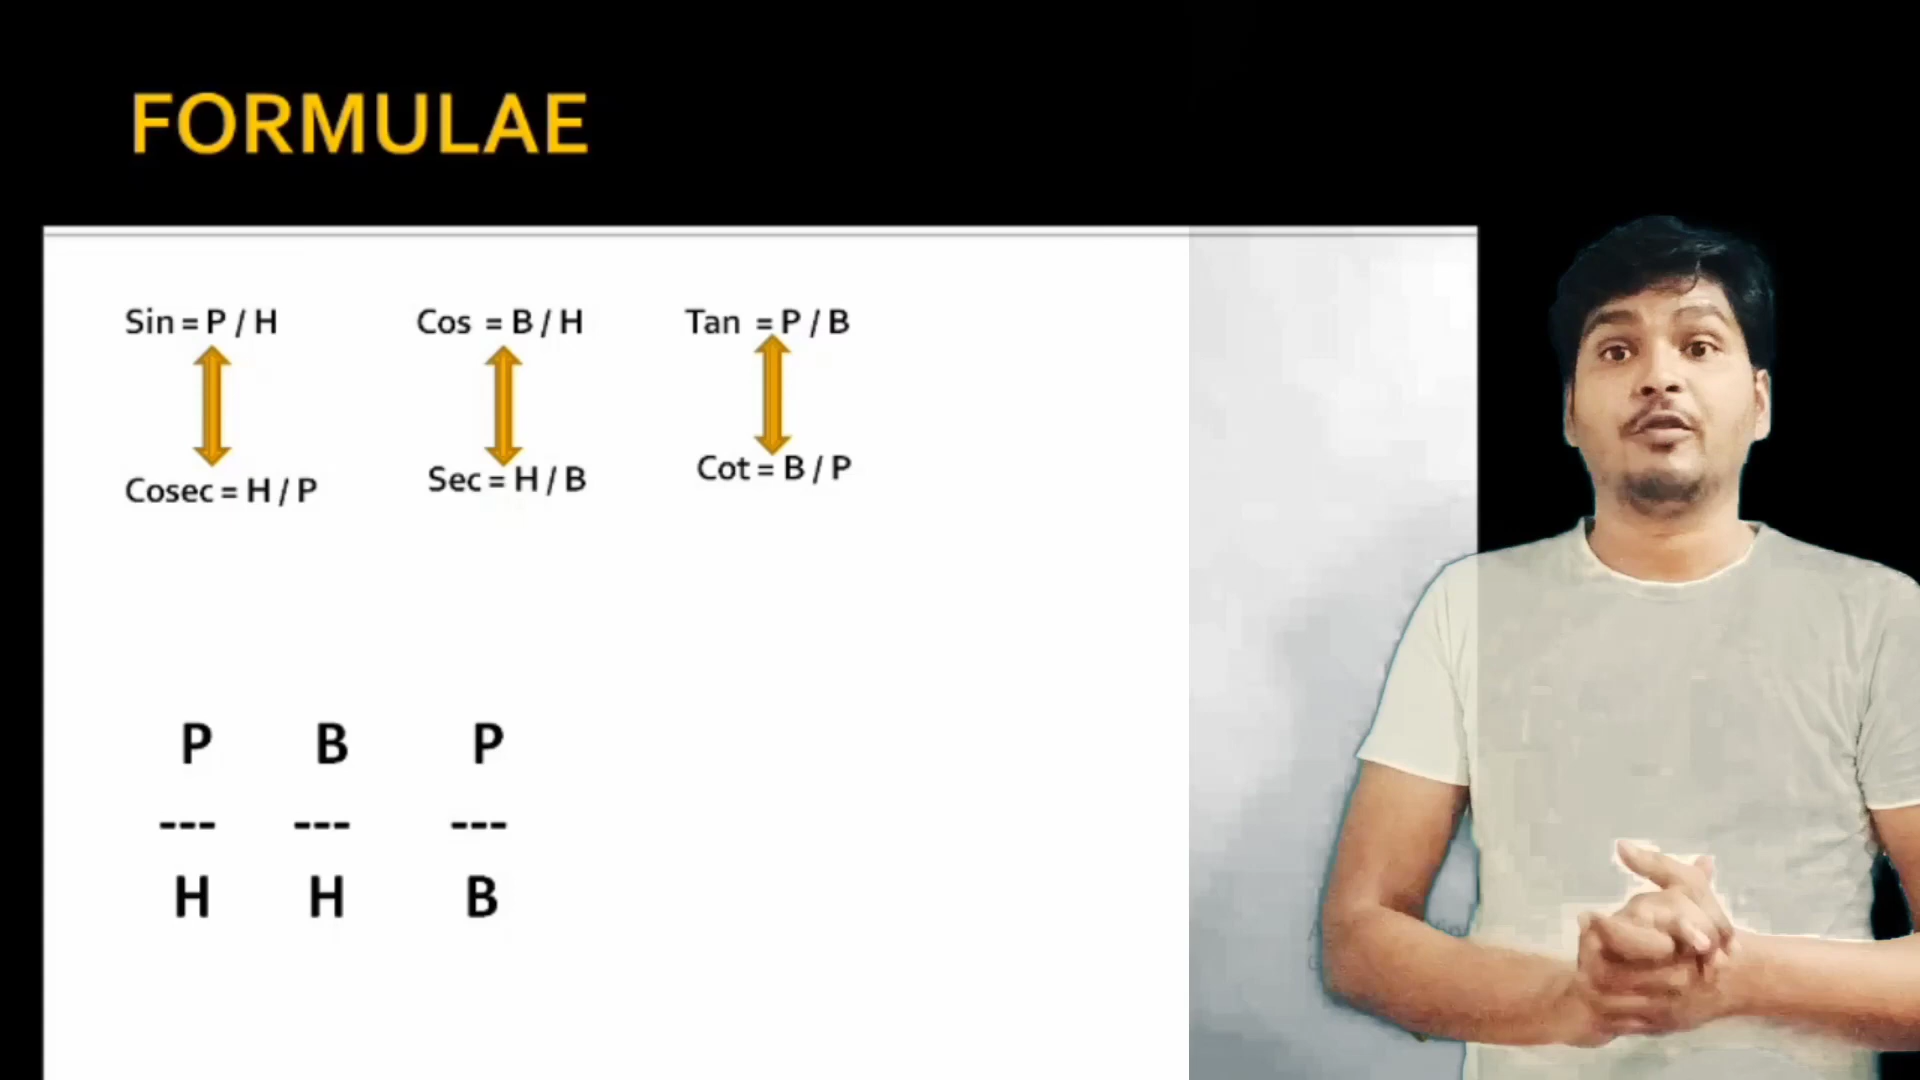 FORMULAE
Sin = P / H Cos = B / H Tan = P / B
Cosec = H / P Sec = H / B Cot = B / P
P B P
--- --- ---
H H B